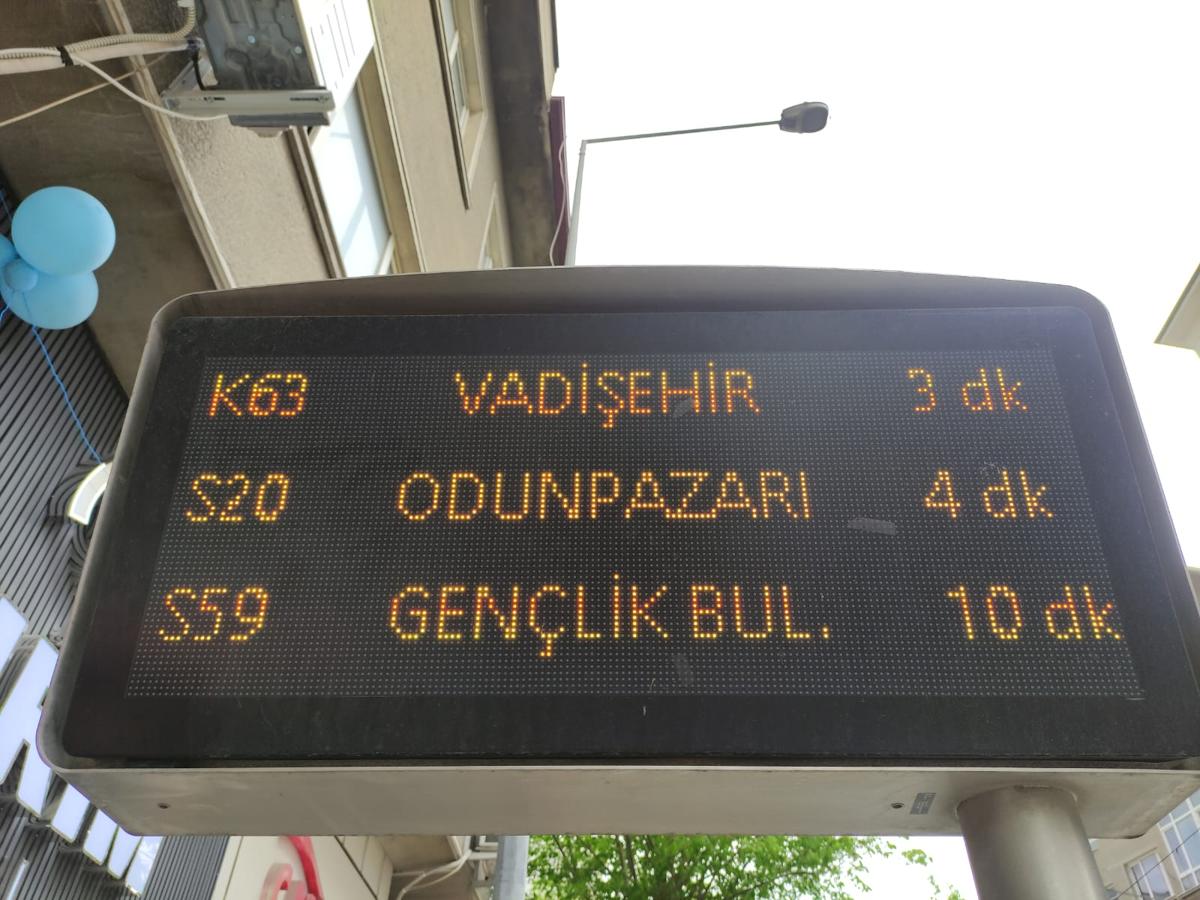 K63 VADİŞEHİR 3 dk
S20 ODUNPAZARI 4 dk
S59 GENÇLİK BUL. 10 dk